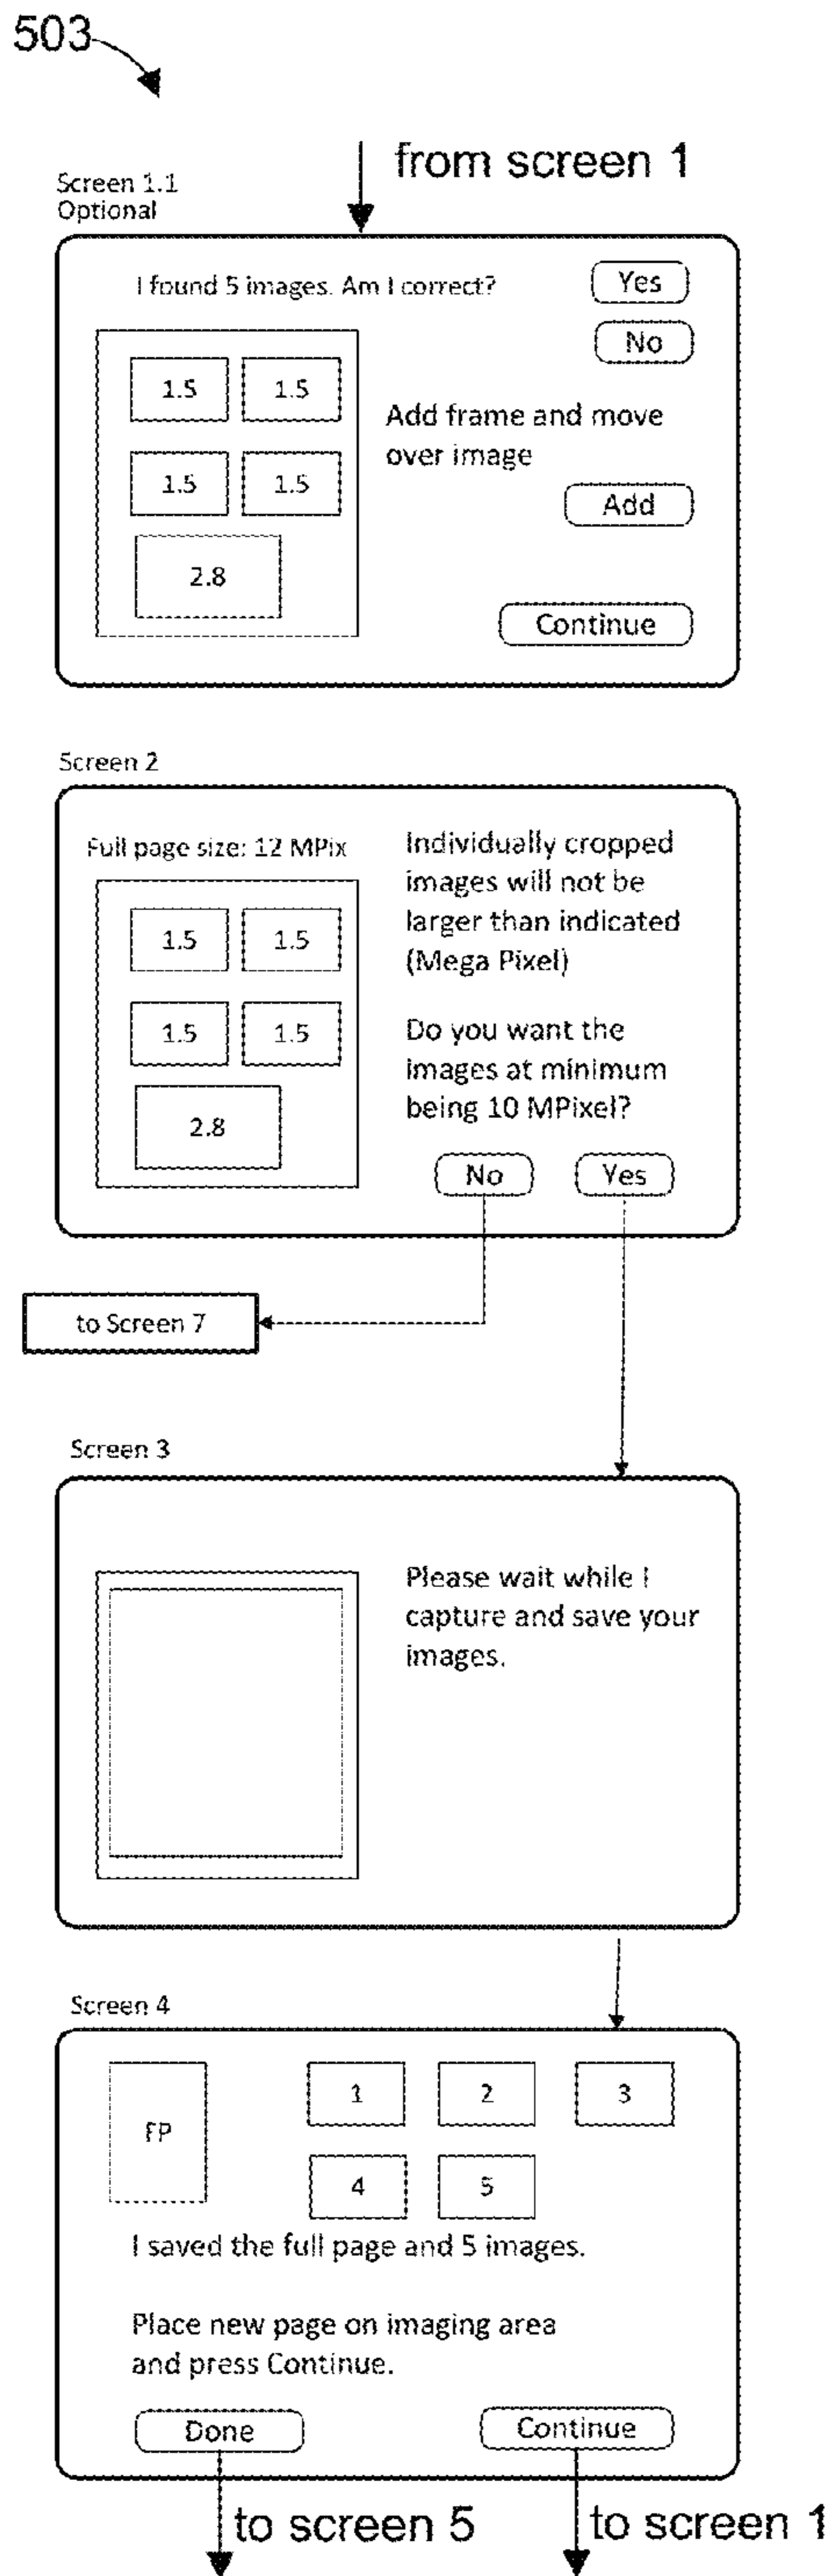 503
from screen 1
Screen 1.1
Optional
I found 5 images. Am I correct?
Yes
No
1.5 1.5
Add frame and move
over image
1.5 1.5
Add
2.8
Continue
Screen 2
Full page size: 12 MPix
Individually cropped
images will not be
larger than indicated
(Mega Pixel)
1.5 1.5
1.5 1.5
2.8
Do you want the
images at minimum
being 10 MPixel?
No Yes
to Screen 7
Screen 3
Please wait while I
capture and save your
images.
Screen 4
FP
1 2 3
4 5
I saved the full page and 5 images.
Place new page on imaging area
and press Continue.
Done Continue
to screen 5 to screen 1